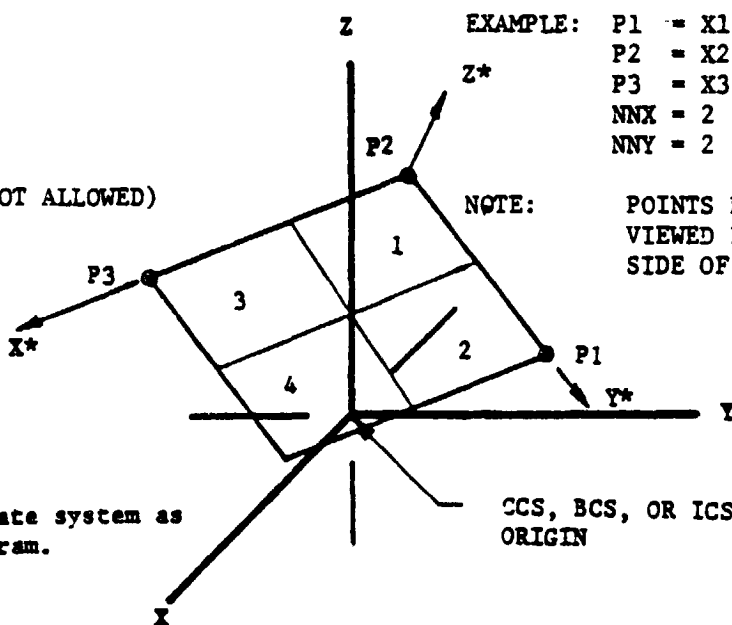 Z
EXAMPLE: P1 = X1
P2 = X2
P3 = X3
NNX = 2
NNY = 2
Z*
P2
OT ALLOWED)
NOTE: POINTS
VIEWED
SIDE OF
P3
1
3
X*
2
P1
4
Y*
Y
ate system as
ram.
CCS, BCS, OR ICS
ORIGIN
X